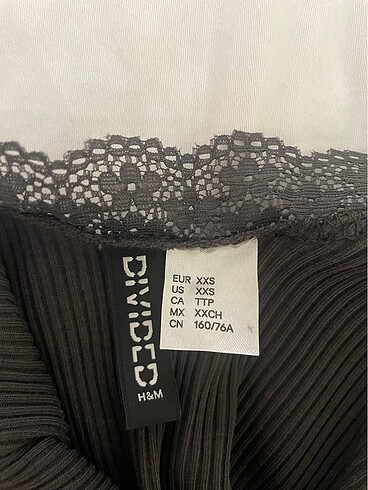 DIVIDED
H&M
EUR XXS
US XXS
CA TTP
MX XXCH
CN 160/76A